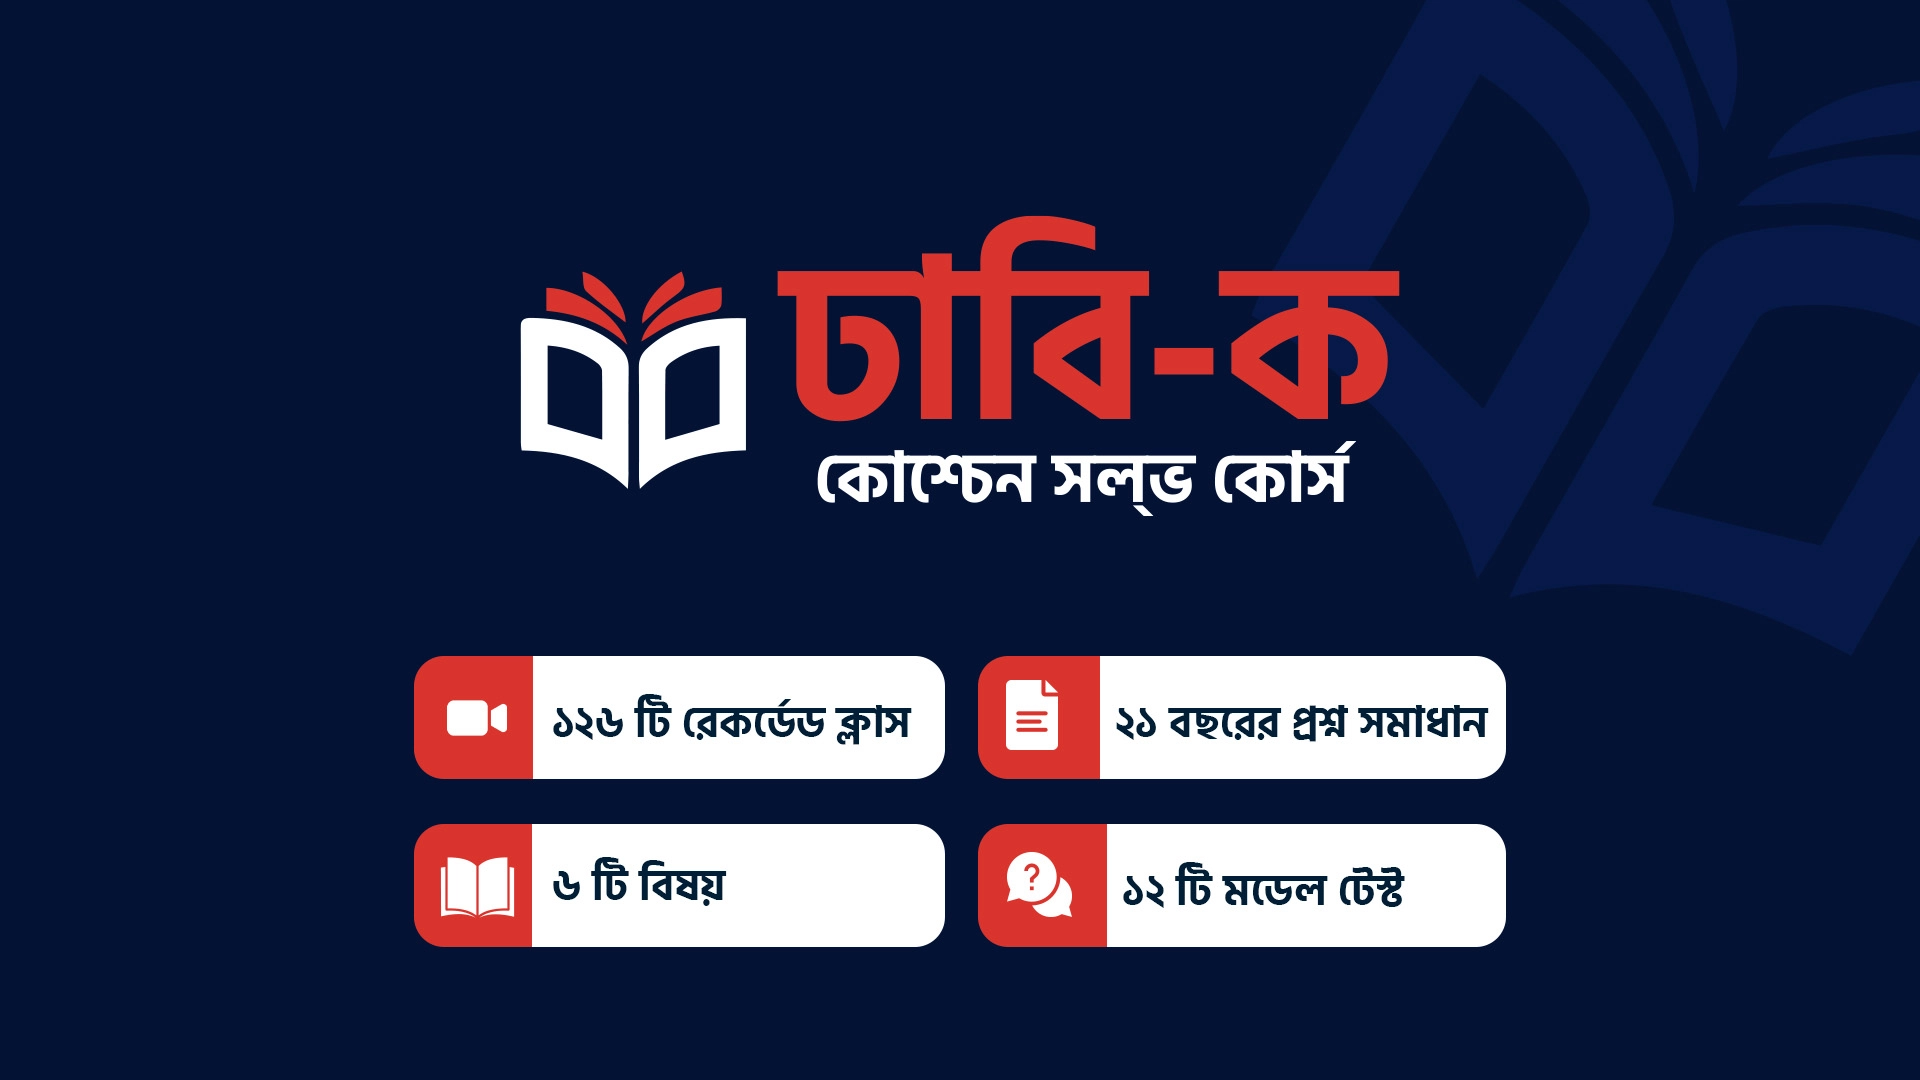 ঢাবি-ক
কোশ্চেন সল্‌ভ কোর্স
১২৬ টি রেকর্ডেড ক্লাস
২১ বছরের প্রশ্ন সমাধান
৬ টি বিষয়
?
১২ টি মডেল টেস্ট